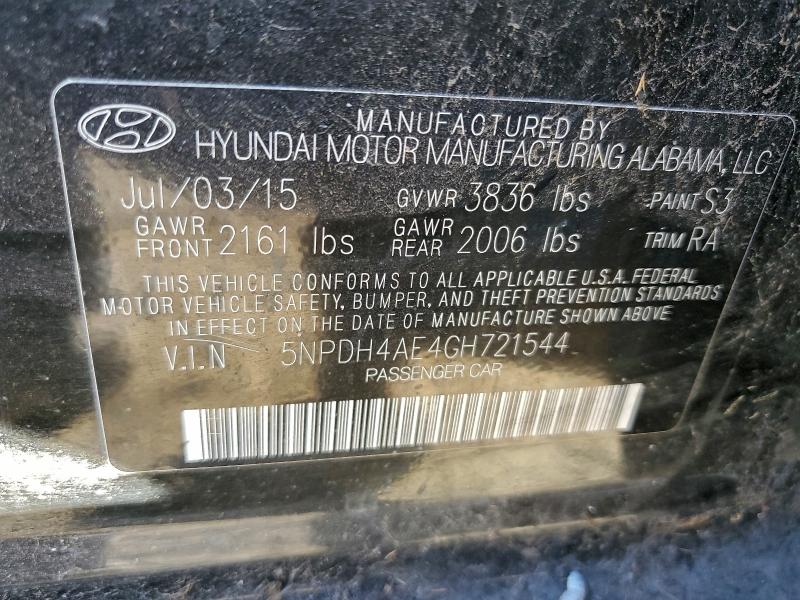 MANUFACTURED BY
HYUNDAI MOTOR MANUFACTURING ALABAMA, LLC
Jul/03/15 GVWR 3836 lbs PAINT S3
GAWR FRONT 2161 lbs GAWR REAR 2006 lbs TRIM RA
THIS VEHICLE CONFORMS TO ALL APPLICABLE U.S.A. FEDERAL
MOTOR VEHICLE SAFETY, BUMPER, AND THEFT PREVENTION STANDARDS
IN EFFECT ON THE DATE OF MANUFACTURE SHOWN ABOVE
V.I.N 5NPDH4AE4GH721544
PASSENGER CAR